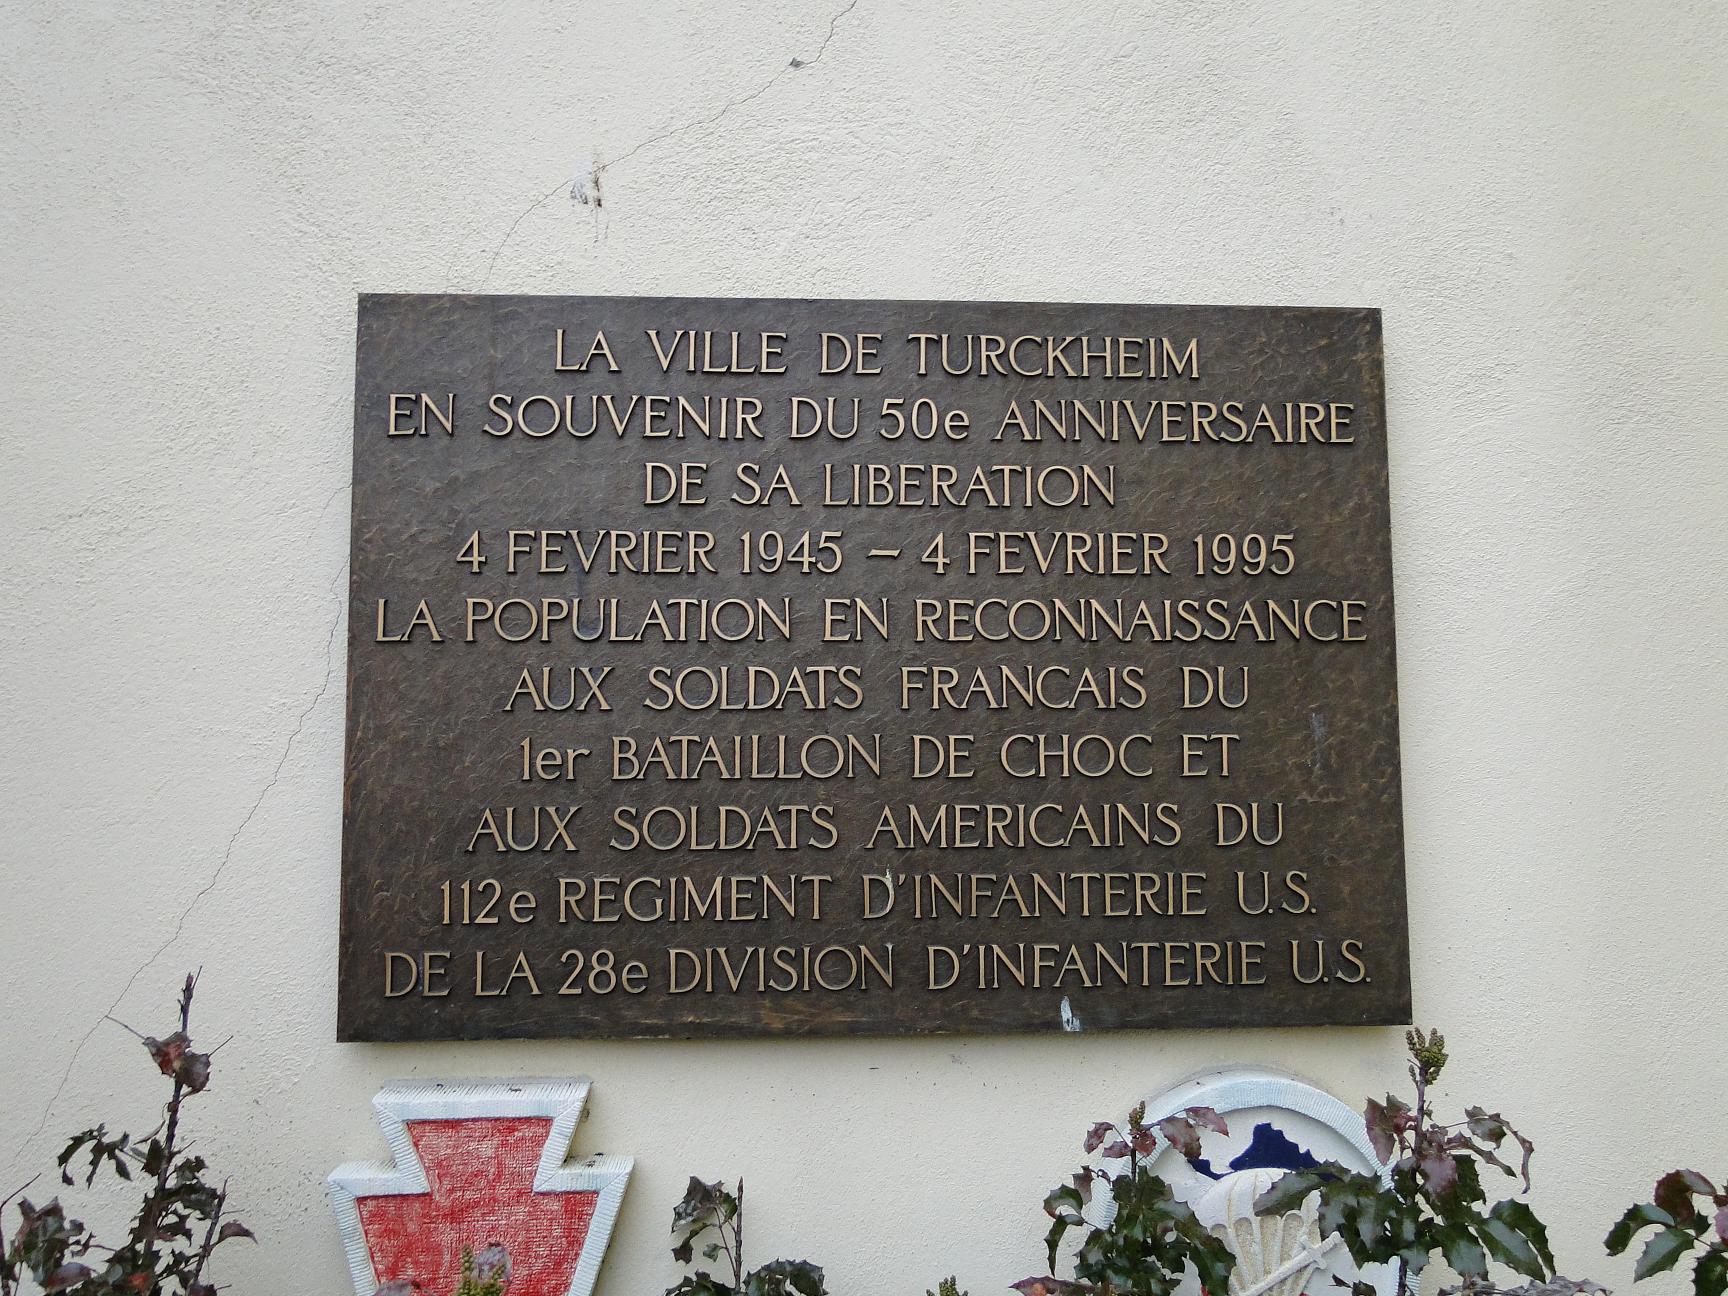 LA VILLE DE TURCKHEIM
EN SOUVENIR DU 50e ANNIVERSAIRE
DE SA LIBERATION
4 FEVRIER 1945 – 4 FEVRIER 1995
LA POPULATION EN RECONNAISSANCE
AUX SOLDATS FRANCAIS DU
1er BATAILLON DE CHOC ET
AUX SOLDATS AMERICAINS DU
112e REGIMENT D'INFANTERIE U.S.
DE LA 28e DIVISION D'INFANTERIE U.S.